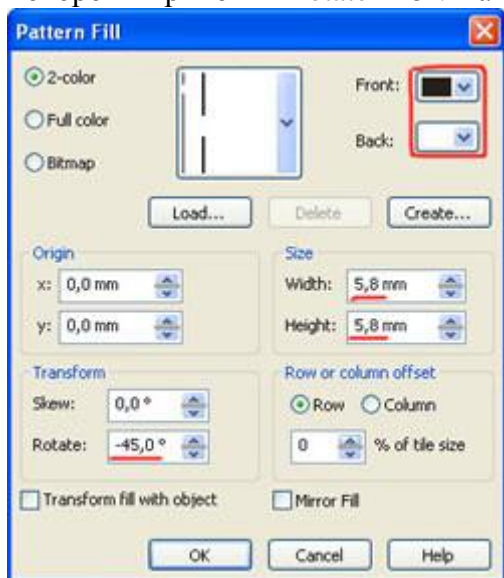 Pattern Fill
2-color
Full color
Bitmap
Front:
Back:
Load... Delete Create...
Origin
x: 0,0 mm
y: 0,0 mm
Size
Width: 5,8 mm
Height: 5,8 mm
Transform
Skew: 0,0 °
Rotate: -45,0 °
Row or column offset
Row Column
0 % of tile size
Transform fill with object Mirror Fill
OK Cancel Help